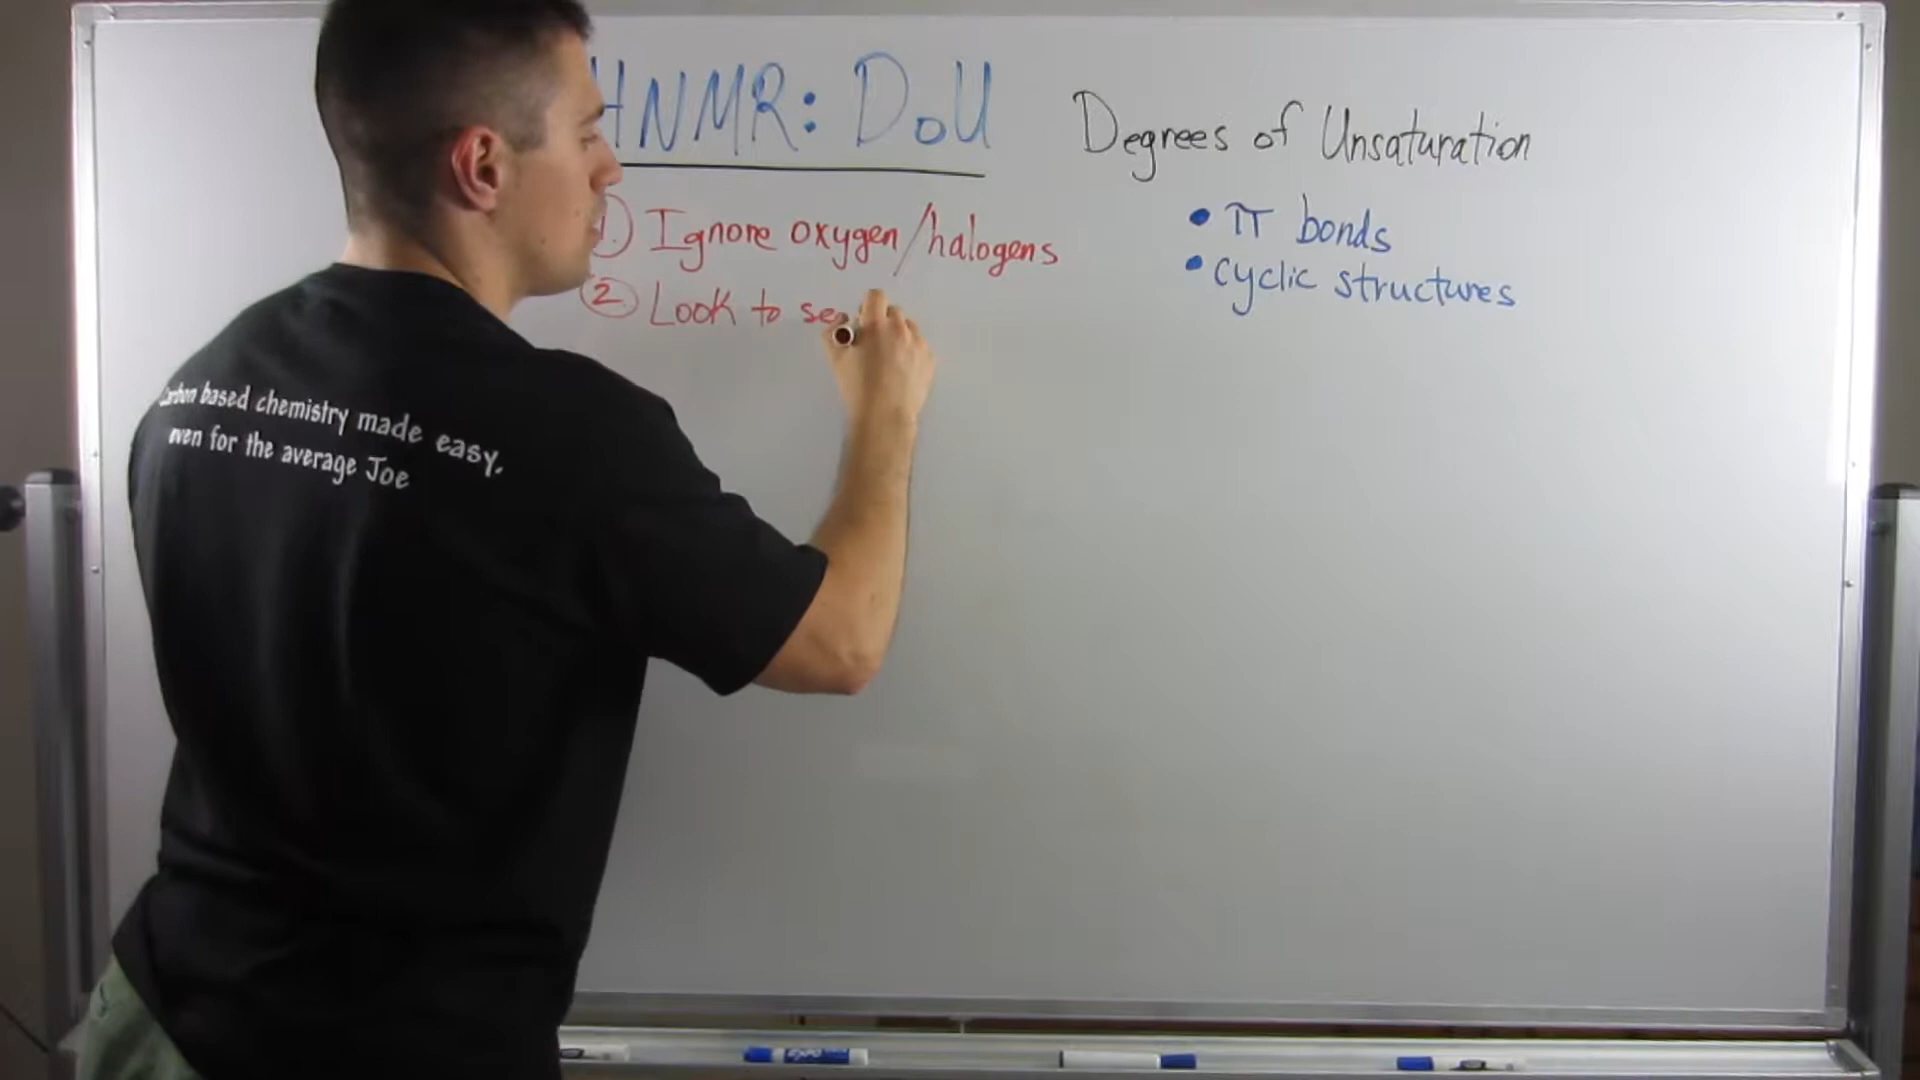 HNMR: DoU
Degrees of Unsaturation
• π bonds
• cyclic structures
1. Ignore oxygen/halogens
2. Look to se
Carbon based chemistry made easy,
even for the average Joe
EXPO